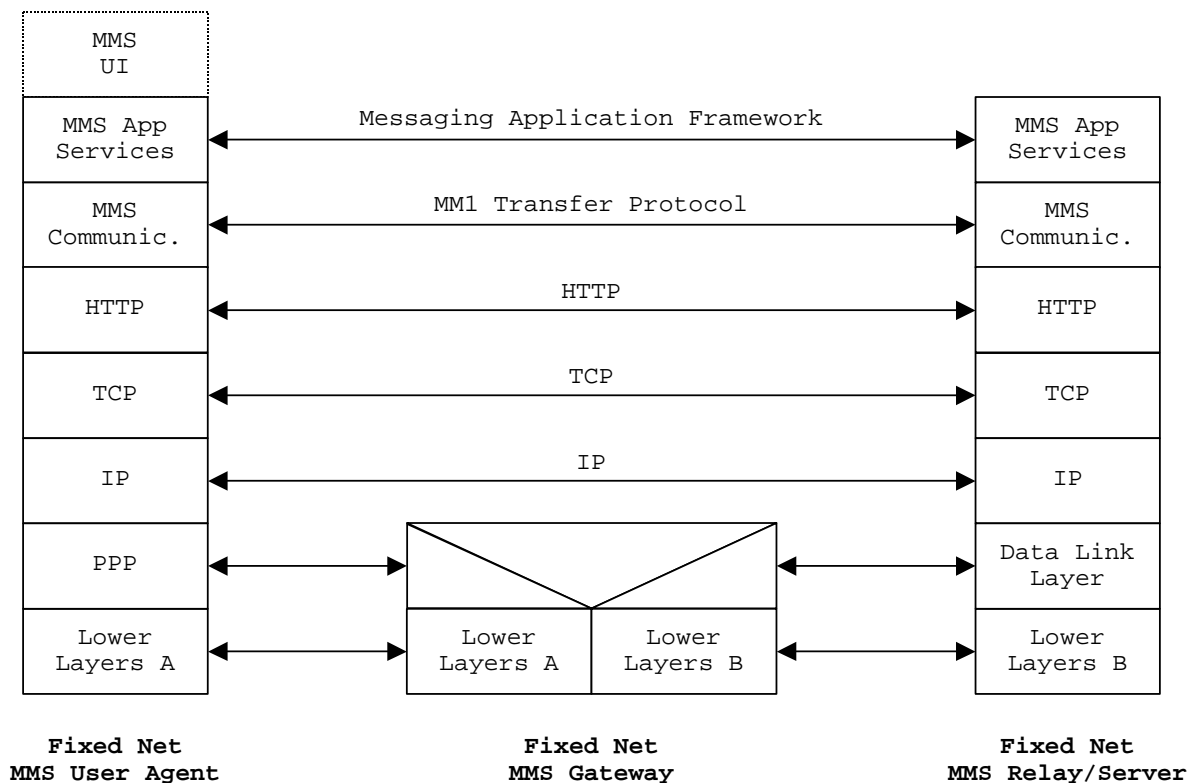 MMS
UI
MMS App
Services
Messaging Application Framework
MMS App
Services
MMS
Communic.
MM1 Transfer Protocol
MMS
Communic.
HTTP
HTTP
HTTP
TCP
TCP
TCP
IP
IP
IP
PPP
Data Link
Layer
Lower
Layers A
Lower
Layers A
Lower
Layers B
Lower
Layers B
Fixed Net
MMS User Agent
Fixed Net
MMS Gateway
Fixed Net
MMS Relay/Server